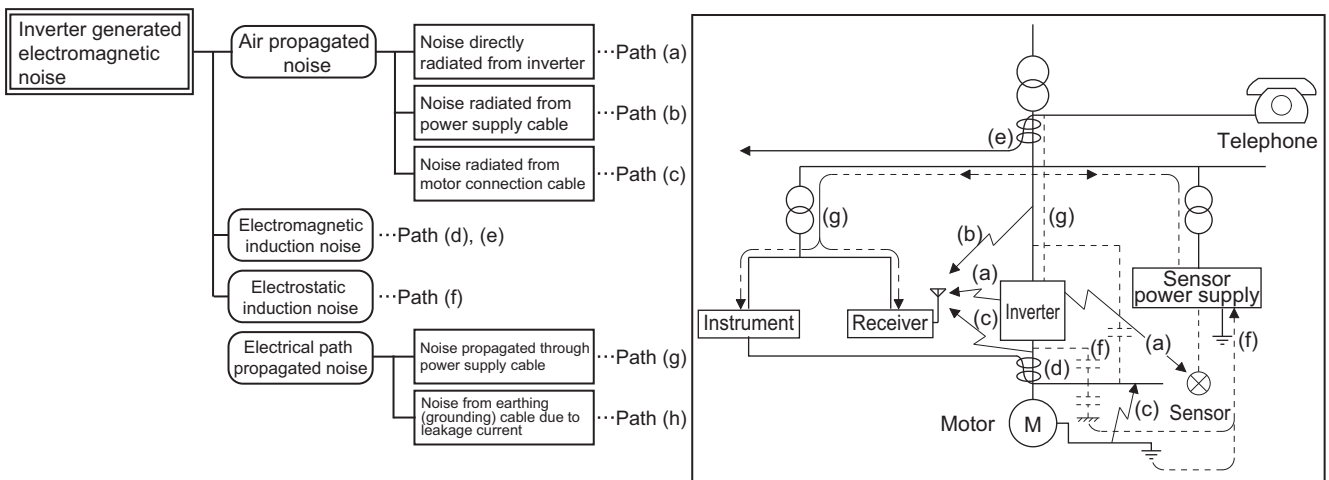 Inverter generated
electromagnetic
noise
Air propagated
noise
Noise directly
radiated from inverter
···Path (a)
Noise radiated from
power supply cable
···Path (b)
Noise radiated from
motor connection cable
···Path (c)
Electromagnetic
induction noise
···Path (d), (e)
Electrostatic
induction noise
···Path (f)
Electrical path
propagated noise
Noise propagated through
power supply cable
···Path (g)
Noise from earthing
(grounding) cable due to
leakage current
···Path (h)
Telephone
(e)
(g)
(g)
(b)
(a)
Sensor
power supply
Instrument
Receiver
Inverter
(c)
(f)
(a)
(f)
(d)
(c)
Sensor
Motor
M